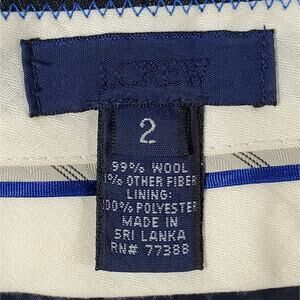 J.CREW
2
99% WOOL
1% OTHER FIBER
LINING:
100% POLYESTER
MADE IN
SRI LANKA
RN# 77388